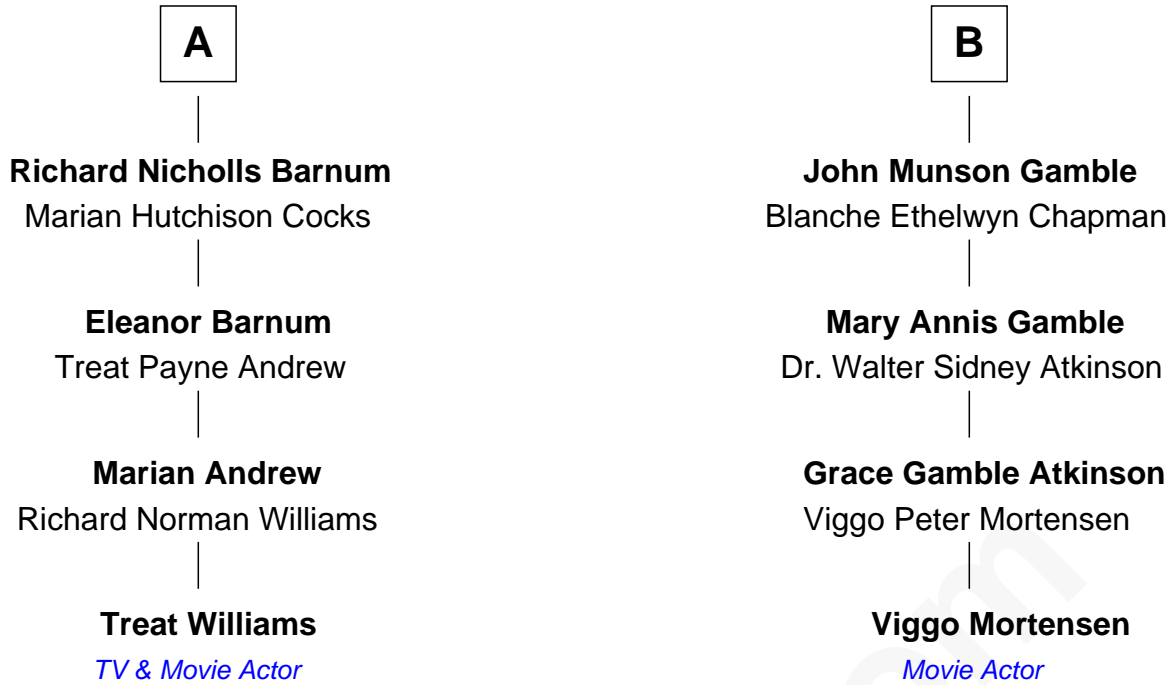 A
B
Richard Nicholls Barnum
Marian Hutchison Cocks
John Munson Gamble
Blanche Ethelwyn Chapman
Eleanor Barnum
Treat Payne Andrew
Mary Annis Gamble
Dr. Walter Sidney Atkinson
Marian Andrew
Richard Norman Williams
Grace Gamble Atkinson
Viggo Peter Mortensen
Treat Williams
TV & Movie Actor
Viggo Mortensen
Movie Actor